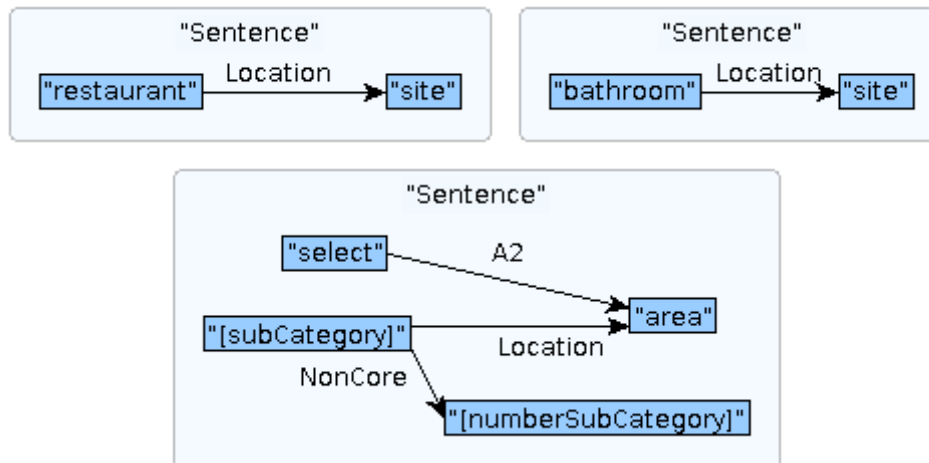 "Sentence"
"restaurant" Location "site"
"Sentence"
"bathroom" Location "site"
"Sentence"
"select" A2
"area"
"[subCategory]" Location
NonCore
"[numberSubCategory]"